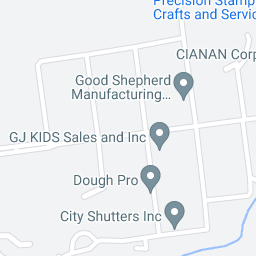 Precision Stamp
Crafts and Servic
CIANAN Corp
Good Shepherd
Manufacturing...
GJ KIDS Sales and Inc
Dough Pro
City Shutters Inc